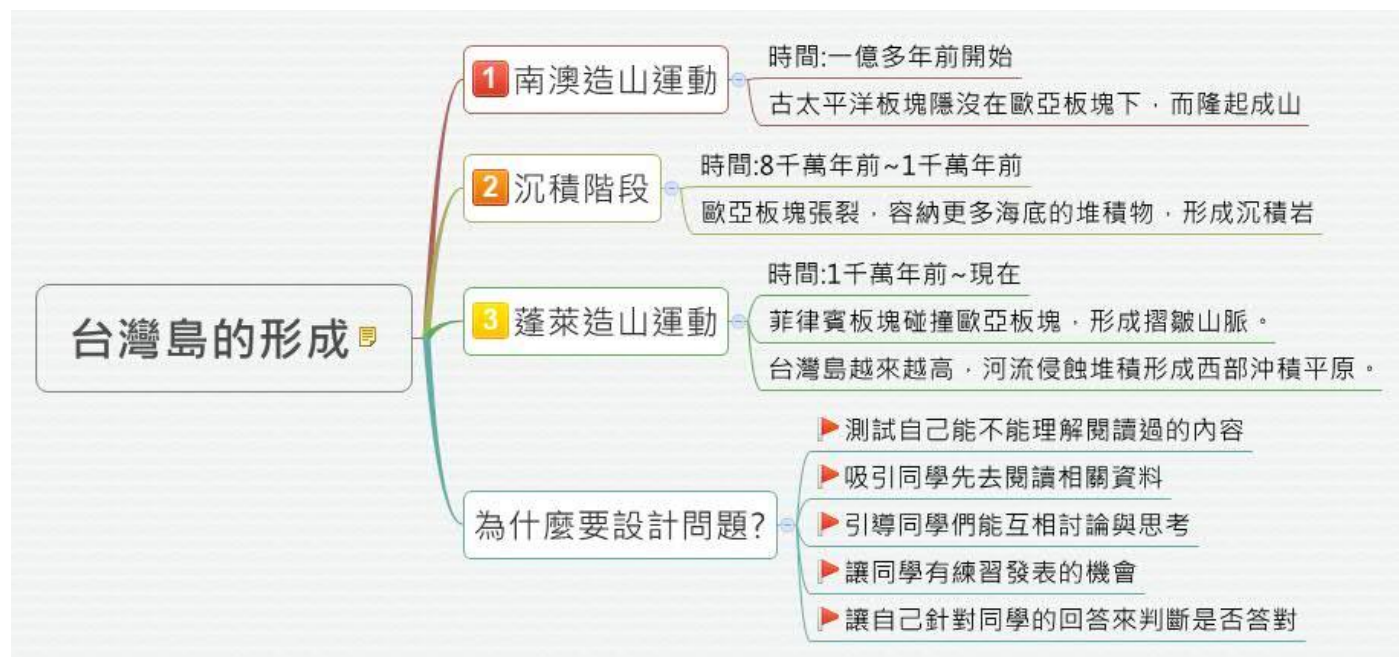 台灣島的形成
1 南澳造山運動
時間:一億多年前開始
古太平洋板塊隱沒在歐亞板塊下，而隆起成山
2 沉積階段
時間:8千萬年前~1千萬年前
歐亞板塊張裂，容納更多海底的堆積物，形成沉積岩
3 蓬萊造山運動
時間:1千萬年前~現在
菲律賓板塊碰撞歐亞板塊，形成摺皺山脈。
台灣島越來越高，河流侵蝕堆積形成西部沖積平原。
為什麼要設計問題?
測試自己能不能理解閱讀過的內容
吸引同學先去閱讀相關資料
引導同學們能互相討論與思考
讓同學有練習發表的機會
讓自己針對同學的回答來判斷是否答對